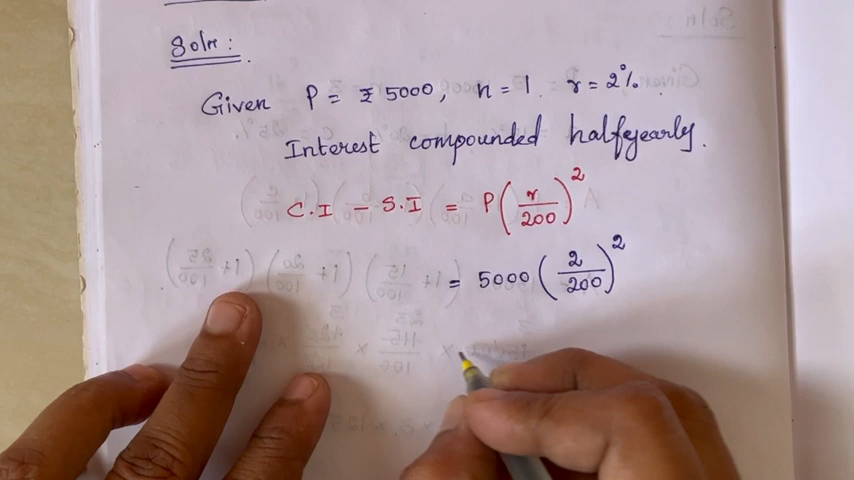 Soln:
Given P = ₹ 5000, n = 1. r = 2%.
Interest compounded halfyearly.
C.I - S.I = P(r/200)²
= 5000 (2/200)²